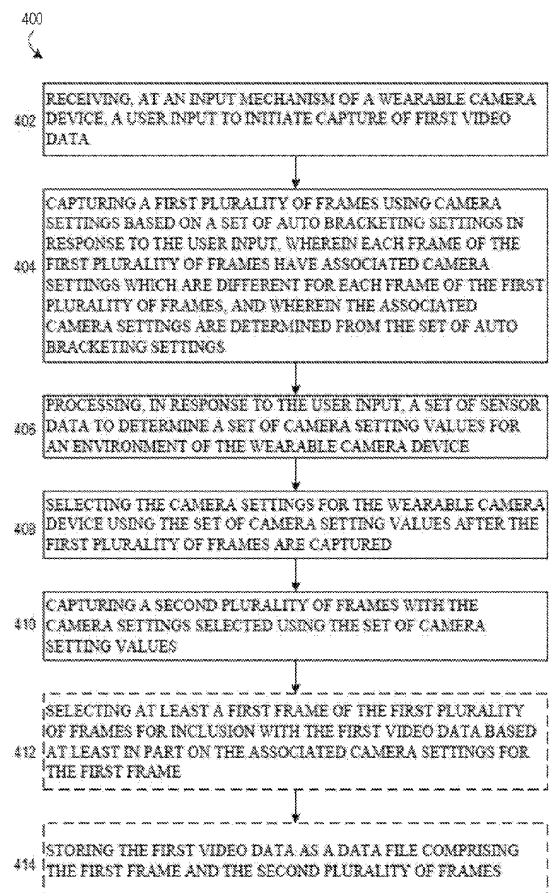 400
402
RECEIVING, AT AN INPUT MECHANISM OF A WEARABLE CAMERA
DEVICE, A USER INPUT TO INITIATE CAPTURE OF FIRST VIDEO
DATA
404
CAPTURING A FIRST PLURALITY OF FRAMES USING CAMERA
SETTINGS BASED ON A SET OF AUTO BRACKETING SETTINGS IN
RESPONSE TO THE USER INPUT, WHEREIN EACH FRAME OF THE
FIRST PLURALITY OF FRAMES HAVE ASSOCIATED CAMERA
SETTINGS WHICH ARE DIFFERENT FOR EACH FRAME OF THE FIRST
PLURALITY OF FRAMES, AND WHEREIN THE ASSOCIATED
CAMERA SETTINGS ARE DETERMINED FROM THE SET OF AUTO
BRACKETING SETTINGS
406
PROCESSING, IN RESPONSE TO THE USER INPUT, A SET OF SENSOR
DATA TO DETERMINE A SET OF CAMERA SETTING VALUES FOR
AN ENVIRONMENT OF THE WEARABLE CAMERA DEVICE
408
SELECTING THE CAMERA SETTINGS FOR THE WEARABLE CAMERA
DEVICE USING THE SET OF CAMERA SETTING VALUES AFTER THE
FIRST PLURALITY OF FRAMES ARE CAPTURED
410
CAPTURING A SECOND PLURALITY OF FRAMES WITH THE
CAMERA SETTINGS SELECTED USING THE SET OF CAMERA
SETTING VALUES
412
SELECTING AT LEAST A FIRST FRAME OF THE FIRST PLURALITY
OF FRAMES FOR INCLUSION WITH THE FIRST VIDEO DATA BASED
AT LEAST IN PART ON THE ASSOCIATED CAMERA SETTINGS FOR
THE FIRST FRAME
414
STORING THE FIRST VIDEO DATA AS A DATA FILE COMPRISING
THE FIRST FRAME AND THE SECOND PLURALITY OF FRAMES